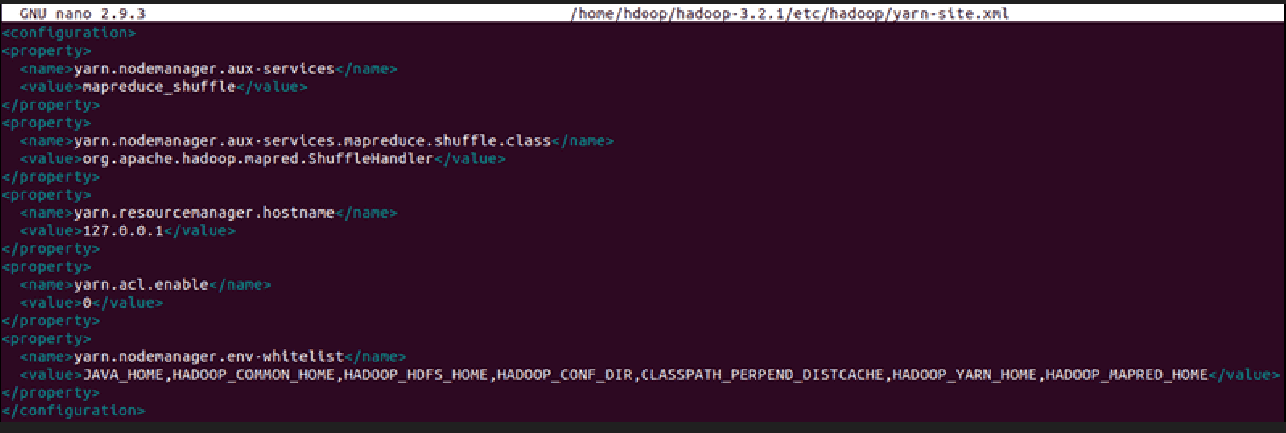 GNU nano 2.9.3 /home/hdoop/hadoop-3.2.1/etc/hadoop/yarn-site.xml
<configuration>
<property>
  <name>yarn.nodemanager.aux-services</name>
  <value>mapreduce_shuffle</value>
</property>
<property>
  <name>yarn.nodemanager.aux-services.mapreduce.shuffle.class</name>
  <value>org.apache.hadoop.mapred.ShuffleHandler</value>
</property>
<property>
  <name>yarn.resourcemanager.hostname</name>
  <value>127.0.0.1</value>
</property>
<property>
  <name>yarn.acl.enable</name>
  <value>0</value>
</property>
<property>
  <name>yarn.nodemanager.env-whitelist</name>
  <value>JAVA_HOME,HADOOP_COMMON_HOME,HADOOP_HDFS_HOME,HADOOP_CONF_DIR,CLASSPATH_PERPEND_DISTCACHE,HADOOP_YARN_HOME,HADOOP_MAPRED_HOME</value>
</property>
</configuration>